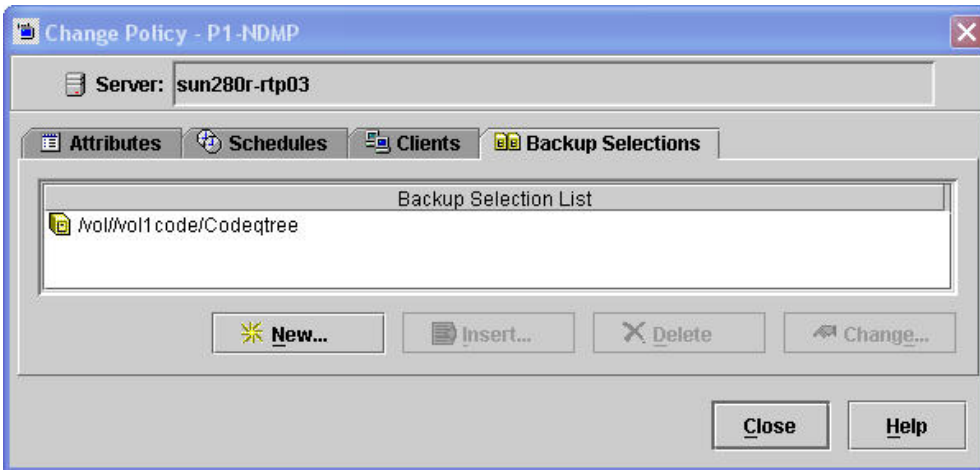 Change Policy - P1-NDMP
Server: sun280r-rtp03
Attributes Schedules Clients Backup Selections
Backup Selection List
/vol//vol1code/Codeqtree
New... Insert... Delete Change...
Close Help